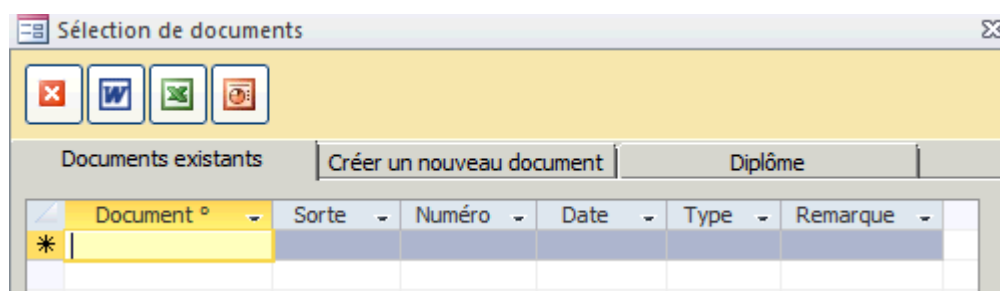 Sélection de documents
Documents existants Créer un nouveau document Diplôme
Document ° Sorte Numéro Date Type Remarque